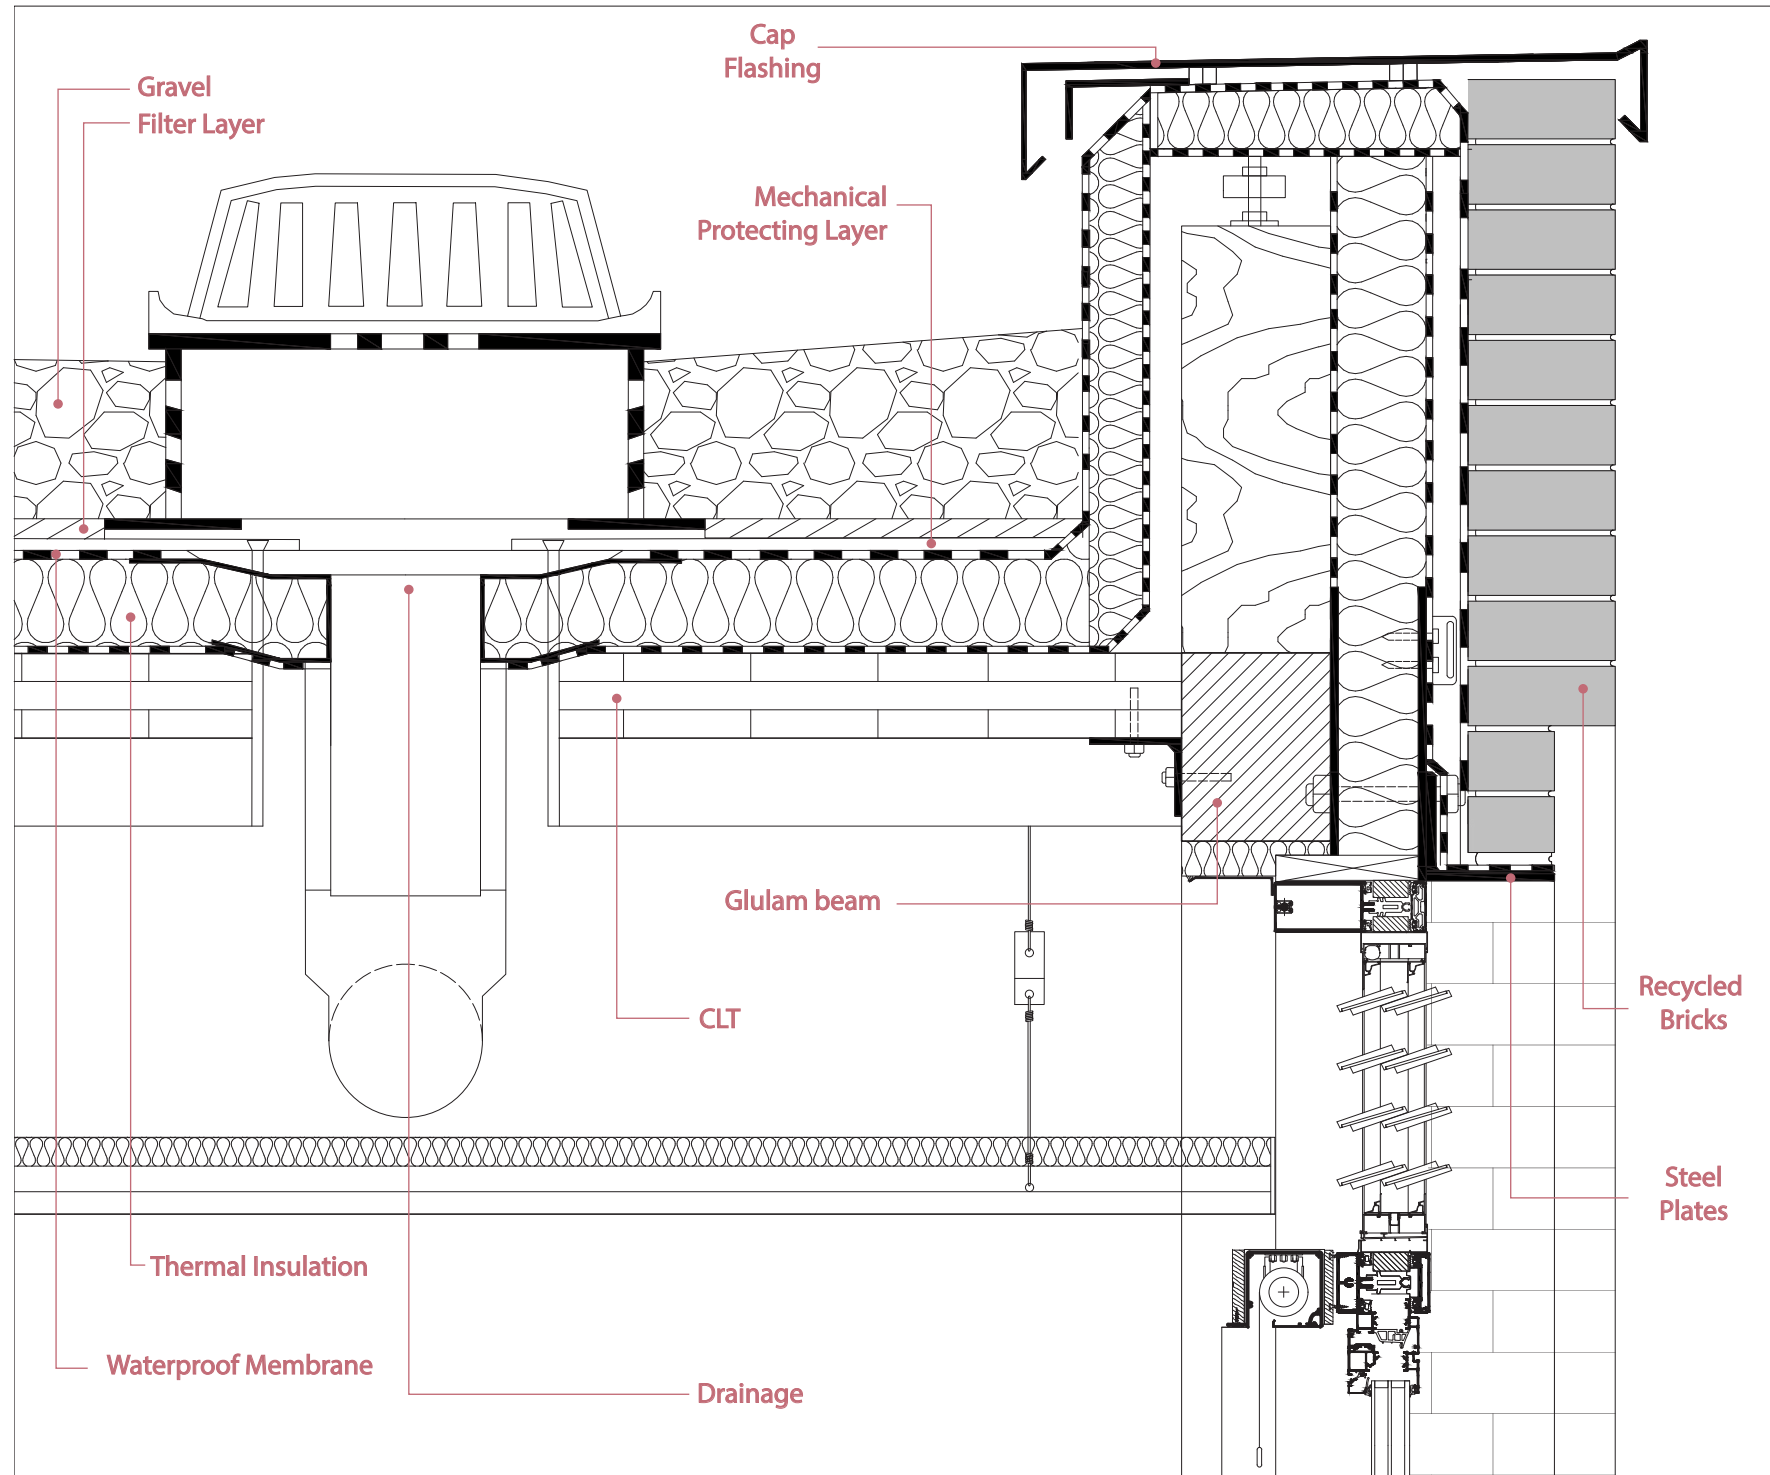 Cap
Flashing
Gravel
Filter Layer
Mechanical
Protecting Layer
Glulam beam
Recycled
Bricks
CLT
Steel
Plates
Thermal Insulation
Waterproof Membrane
Drainage